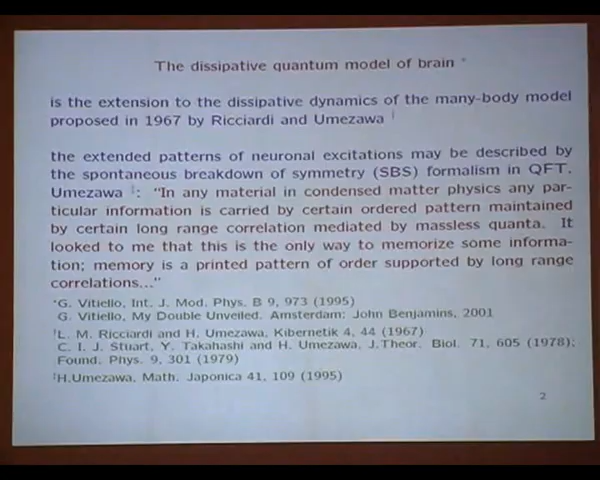 The dissipative quantum model of brain *
is the extension to the dissipative dynamics of the many-body model
proposed in 1967 by Ricciardi and Umezawa †
the extended patterns of neuronal excitations may be described by
the spontaneous breakdown of symmetry (SBS) formalism in QFT.
Umezawa ‡: "In any material in condensed matter physics any par-
ticular information is carried by certain ordered pattern maintained
by certain long range correlation mediated by massless quanta. It
looked to me that this is the only way to memorize some informa-
tion; memory is a printed pattern of order supported by long range
correlations..."
*G. Vitiello, Int. J. Mod. Phys. B 9, 973 (1995)
G. Vitiello, My Double Unveiled. Amsterdam: John Benjamins, 2001
†L. M. Ricciardi and H. Umezawa, Kibernetik 4, 44 (1967)
C. I. J. Stuart, Y. Takahashi and H. Umezawa, J.Theor. Biol. 71, 605 (1978);
Found. Phys. 9, 301 (1979)
‡H.Umezawa, Math. Japonica 41, 109 (1995)
2